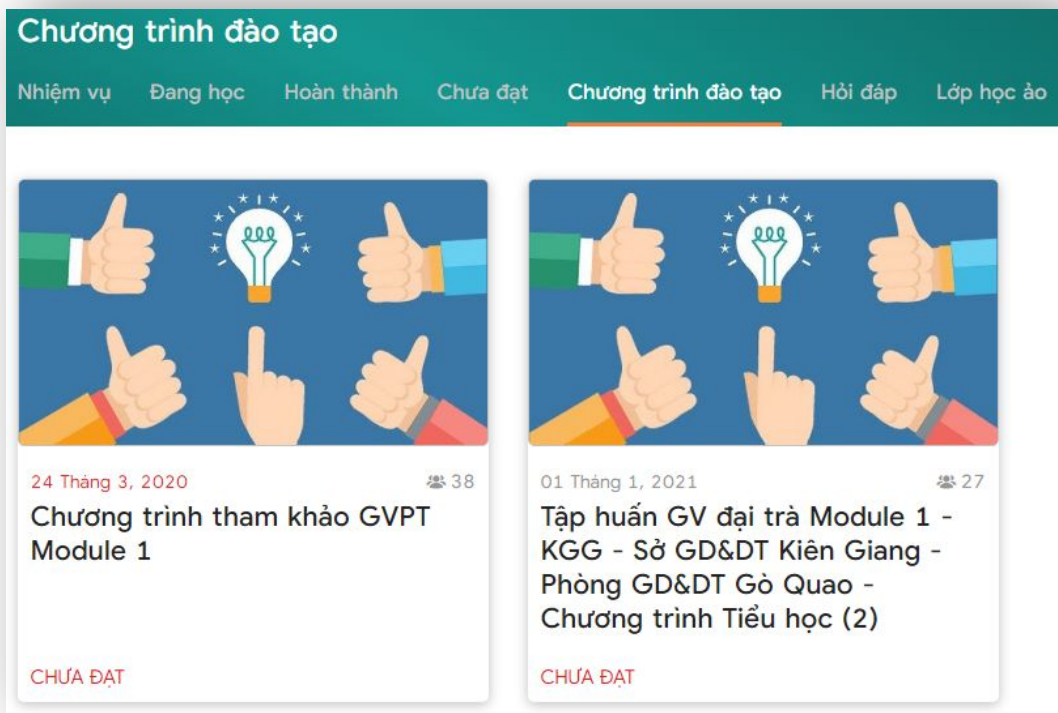 Chương trình đào tạo
Nhiệm vụ Đang học Hoàn thành Chưa đạt Chương trình đào tạo Hỏi đáp Lớp học ảo
24 Tháng 3, 2020 38
Chương trình tham khảo GVPT
Module 1
CHƯA ĐẠT
01 Tháng 1, 2021 27
Tập huấn GV đại trà Module 1 -
KGG - Sở GD&DT Kiên Giang -
Phòng GD&DT Gò Quao -
Chương trình Tiểu học (2)
CHƯA ĐẠT